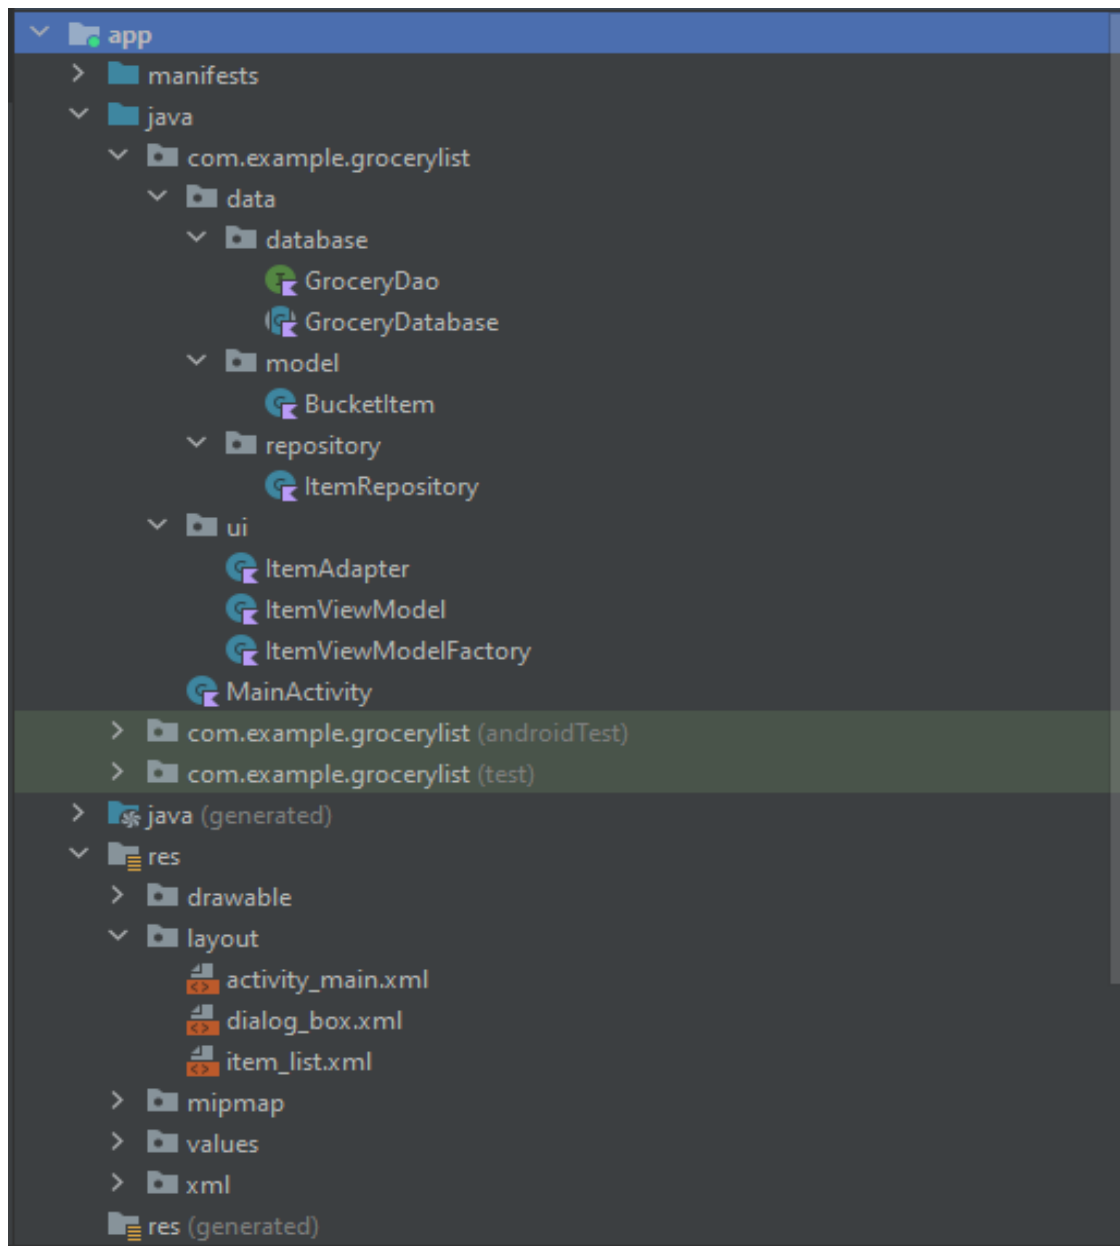 app
manifests
java
com.example.grocerylist
data
database
GroceryDao
GroceryDatabase
model
BucketItem
repository
ItemRepository
ui
ItemAdapter
ItemViewModel
ItemViewModelFactory
MainActivity
com.example.grocerylist (androidTest)
com.example.grocerylist (test)
java (generated)
res
drawable
layout
activity_main.xml
dialog_box.xml
item_list.xml
mipmap
values
xml
res (generated)